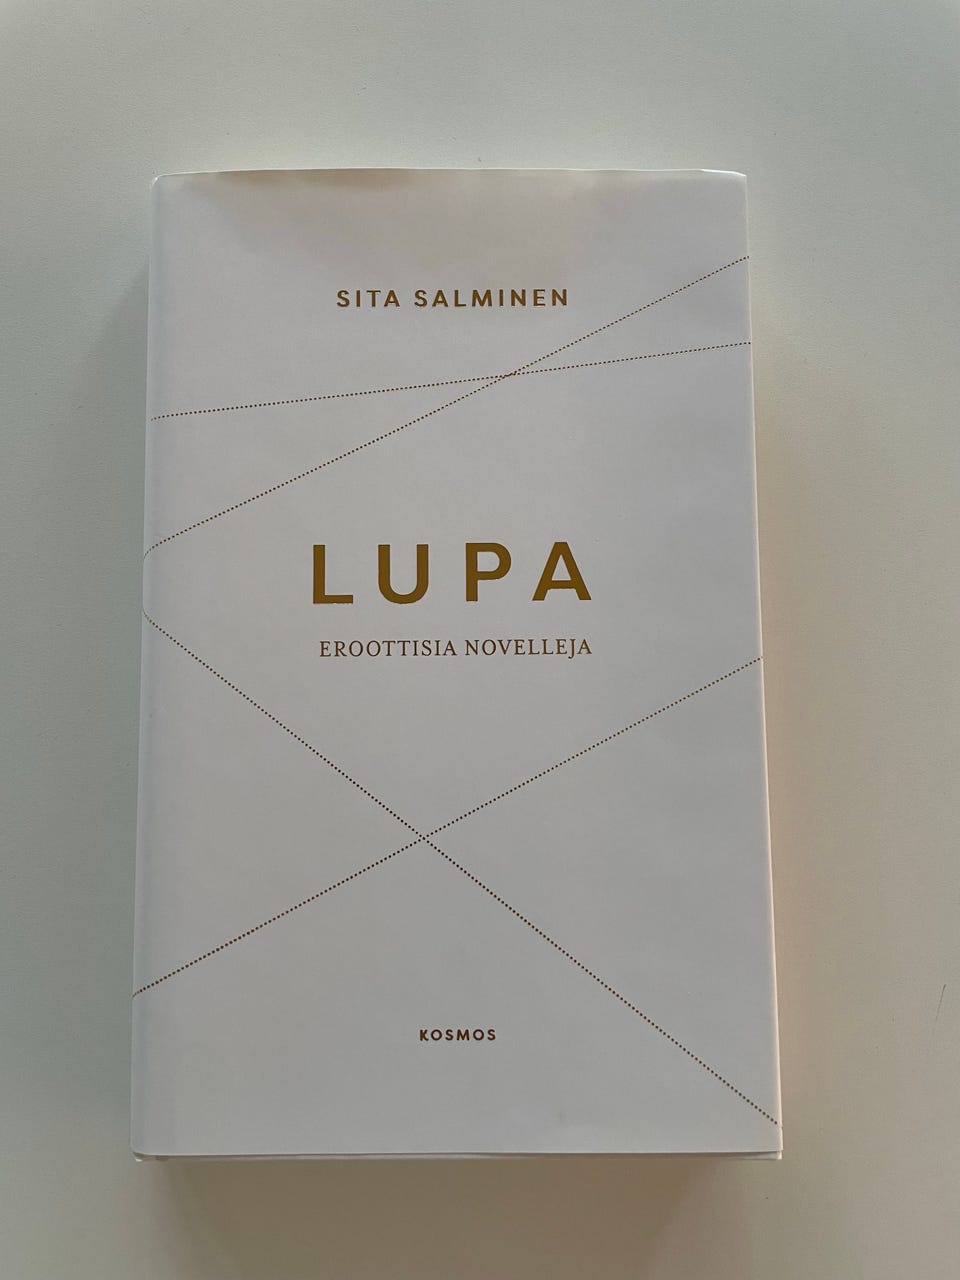 SITA SALMINEN
LUPA
EROOTTISIA NOVELLEJA
KOSMOS